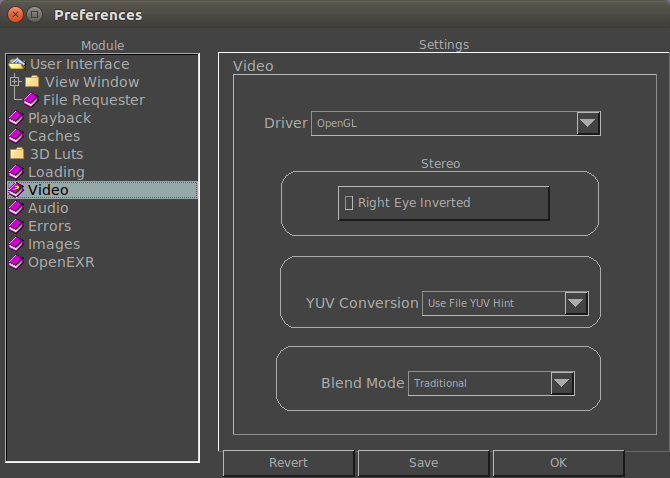 Preferences
Module
User Interface
View Window
File Requester
Playback
Caches
3D Luts
Loading
Video
Audio
Errors
Images
OpenEXR
Settings
Video
Driver OpenGL
Stereo
Right Eye Inverted
YUV Conversion Use File YUV Hint
Blend Mode Traditional
Revert Save OK